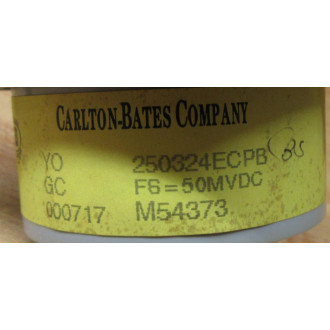 CARLTON-BATES COMPANY
YO 250324ECPB
GC F6=50MVDC
000717 M54373